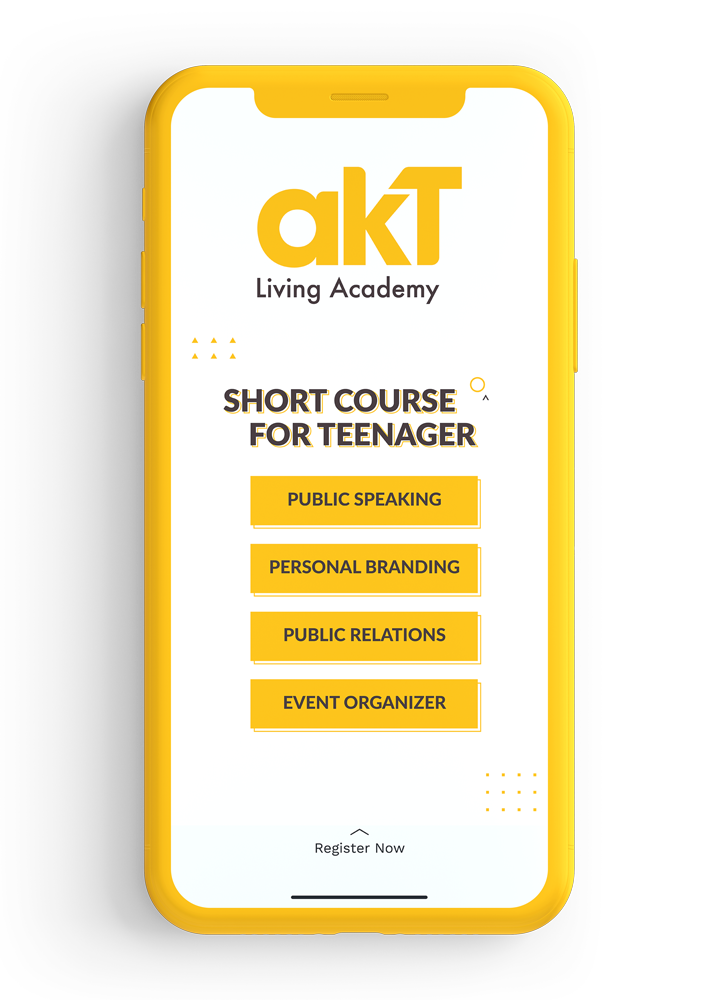 akT
Living Academy
SHORT COURSE
FOR TEENAGER
PUBLIC SPEAKING
PERSONAL BRANDING
PUBLIC RELATIONS
EVENT ORGANIZER
Register Now